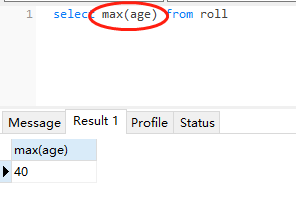 1 select max(age) from roll
Message Result 1 Profile Status
max(age)
40